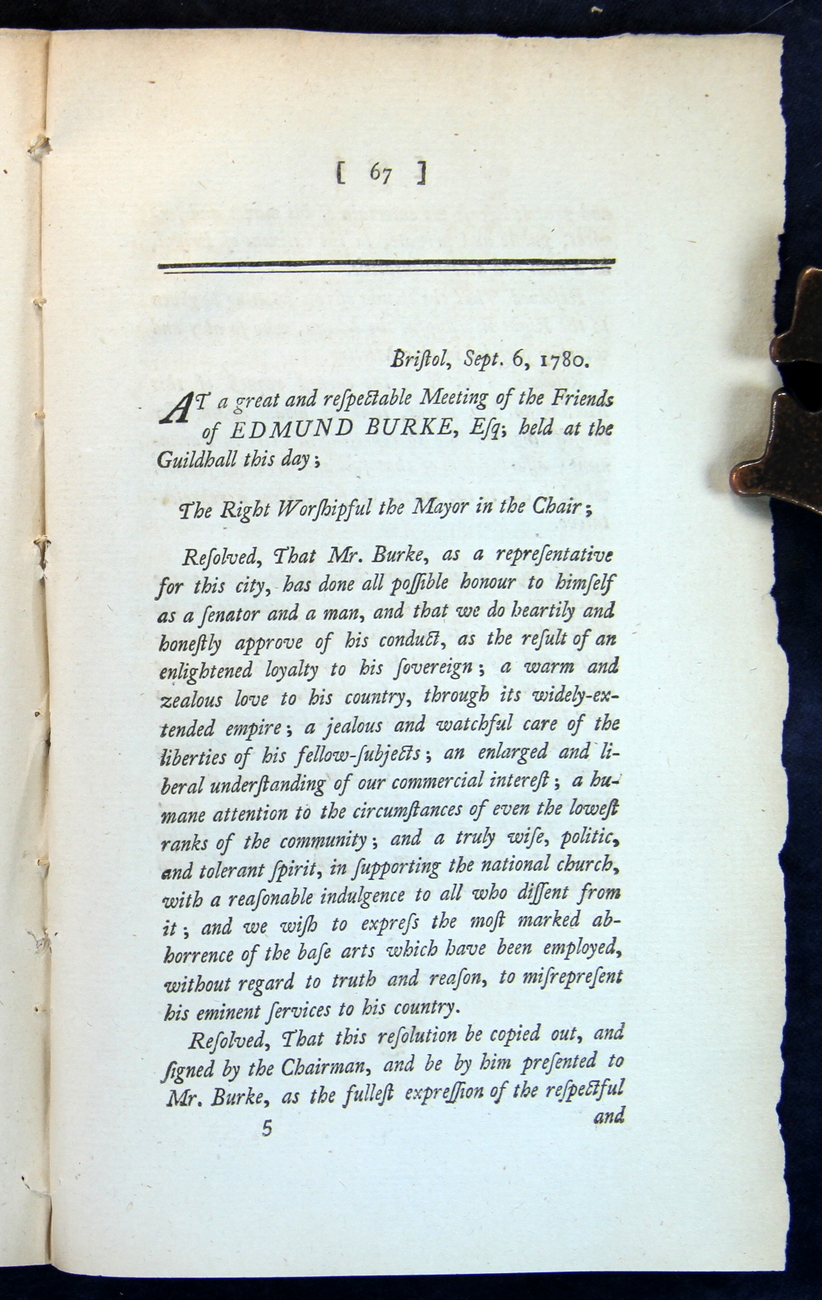 [ 67 ]
Briſtol, Sept. 6, 1780.
AT a great and reſpectable Meeting of the Friends
of EDMUND BURKE, Eſq; held at the
Guildhall this day;
The Right Worſhipful the Mayor in the Chair;
Reſolved, That Mr. Burke, as a repreſentative
for this city, has done all poſſible honour to himſelf
as a ſenator and a man, and that we do heartily and
honeſtly approve of his conduct, as the reſult of an
enlightened loyalty to his ſovereign; a warm and
zealous love to his country, through its widely-ex-
tended empire; a jealous and watchful care of the
liberties of his fellow-ſubjects; an enlarged and li-
beral underſtanding of our commercial intereſt; a hu-
mane attention to the circumſtances of even the loweſt
ranks of the community; and a truly wiſe, politic,
and tolerant ſpirit, in ſupporting the national church,
with a reaſonable indulgence to all who diſſent from
it; and we wiſh to expreſs the moſt marked ab-
horrence of the baſe arts which have been employed,
without regard to truth and reaſon, to miſrepreſent
his eminent ſervices to his country.
Reſolved, That this reſolution be copied out, and
ſigned by the Chairman, and be by him preſented to
Mr. Burke, as the fulleſt expreſſion of the reſpectful
5 and